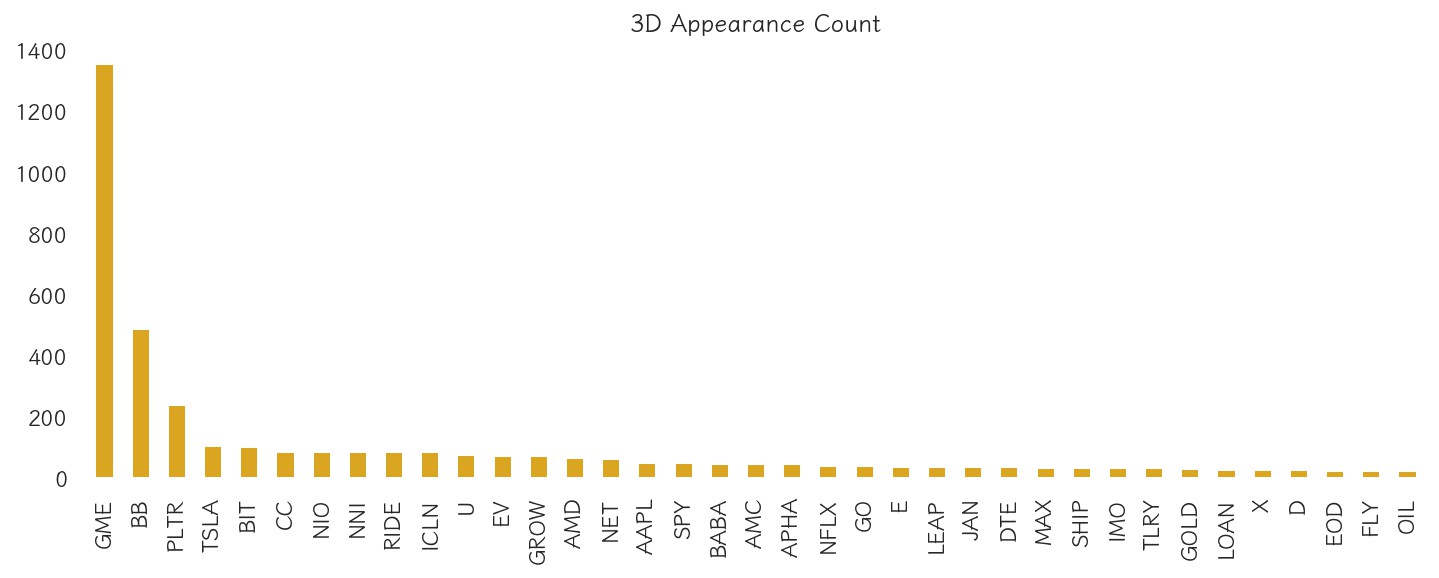 3D Appearance Count
1400
1200
1000
800
600
400
200
0
GME
BB
PLTR
TSLA
BIT
CC
NIO
NNI
RIDE
ICLN
U
EV
GROW
AMD
NET
AAPL
SPY
BABA
AMC
APHA
NFLX
GO
E
LEAP
JAN
DTE
MAX
SHIP
IMO
TLRY
GOLD
LOAN
X
D
EOD
FLY
OIL